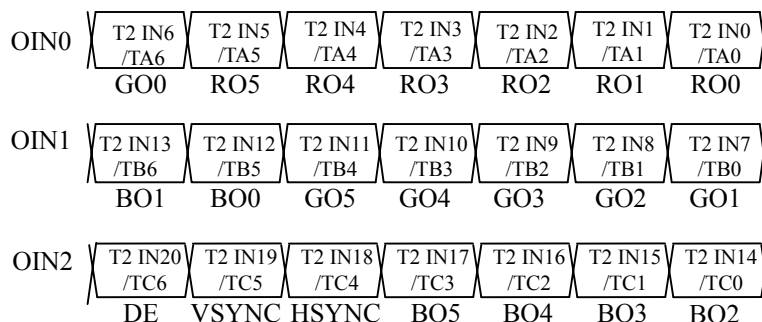 OIN0
T2 IN6 T2 IN5 T2 IN4 T2 IN3 T2 IN2 T2 IN1 T2 IN0
/TA6 /TA5 /TA4 /TA3 /TA2 /TA1 /TA0
GO0 RO5 RO4 RO3 RO2 RO1 RO0
OIN1
T2 IN13 T2 IN12 T2 IN11 T2 IN10 T2 IN9 T2 IN8 T2 IN7
/TB6 /TB5 /TB4 /TB3 /TB2 /TB1 /TB0
BO1 BO0 GO5 GO4 GO3 GO2 GO1
OIN2
T2 IN20 T2 IN19 T2 IN18 T2 IN17 T2 IN16 T2 IN15 T2 IN14
/TC6 /TC5 /TC4 /TC3 /TC2 /TC1 /TC0
DE VSYNC HSYNC BO5 BO4 BO3 BO2